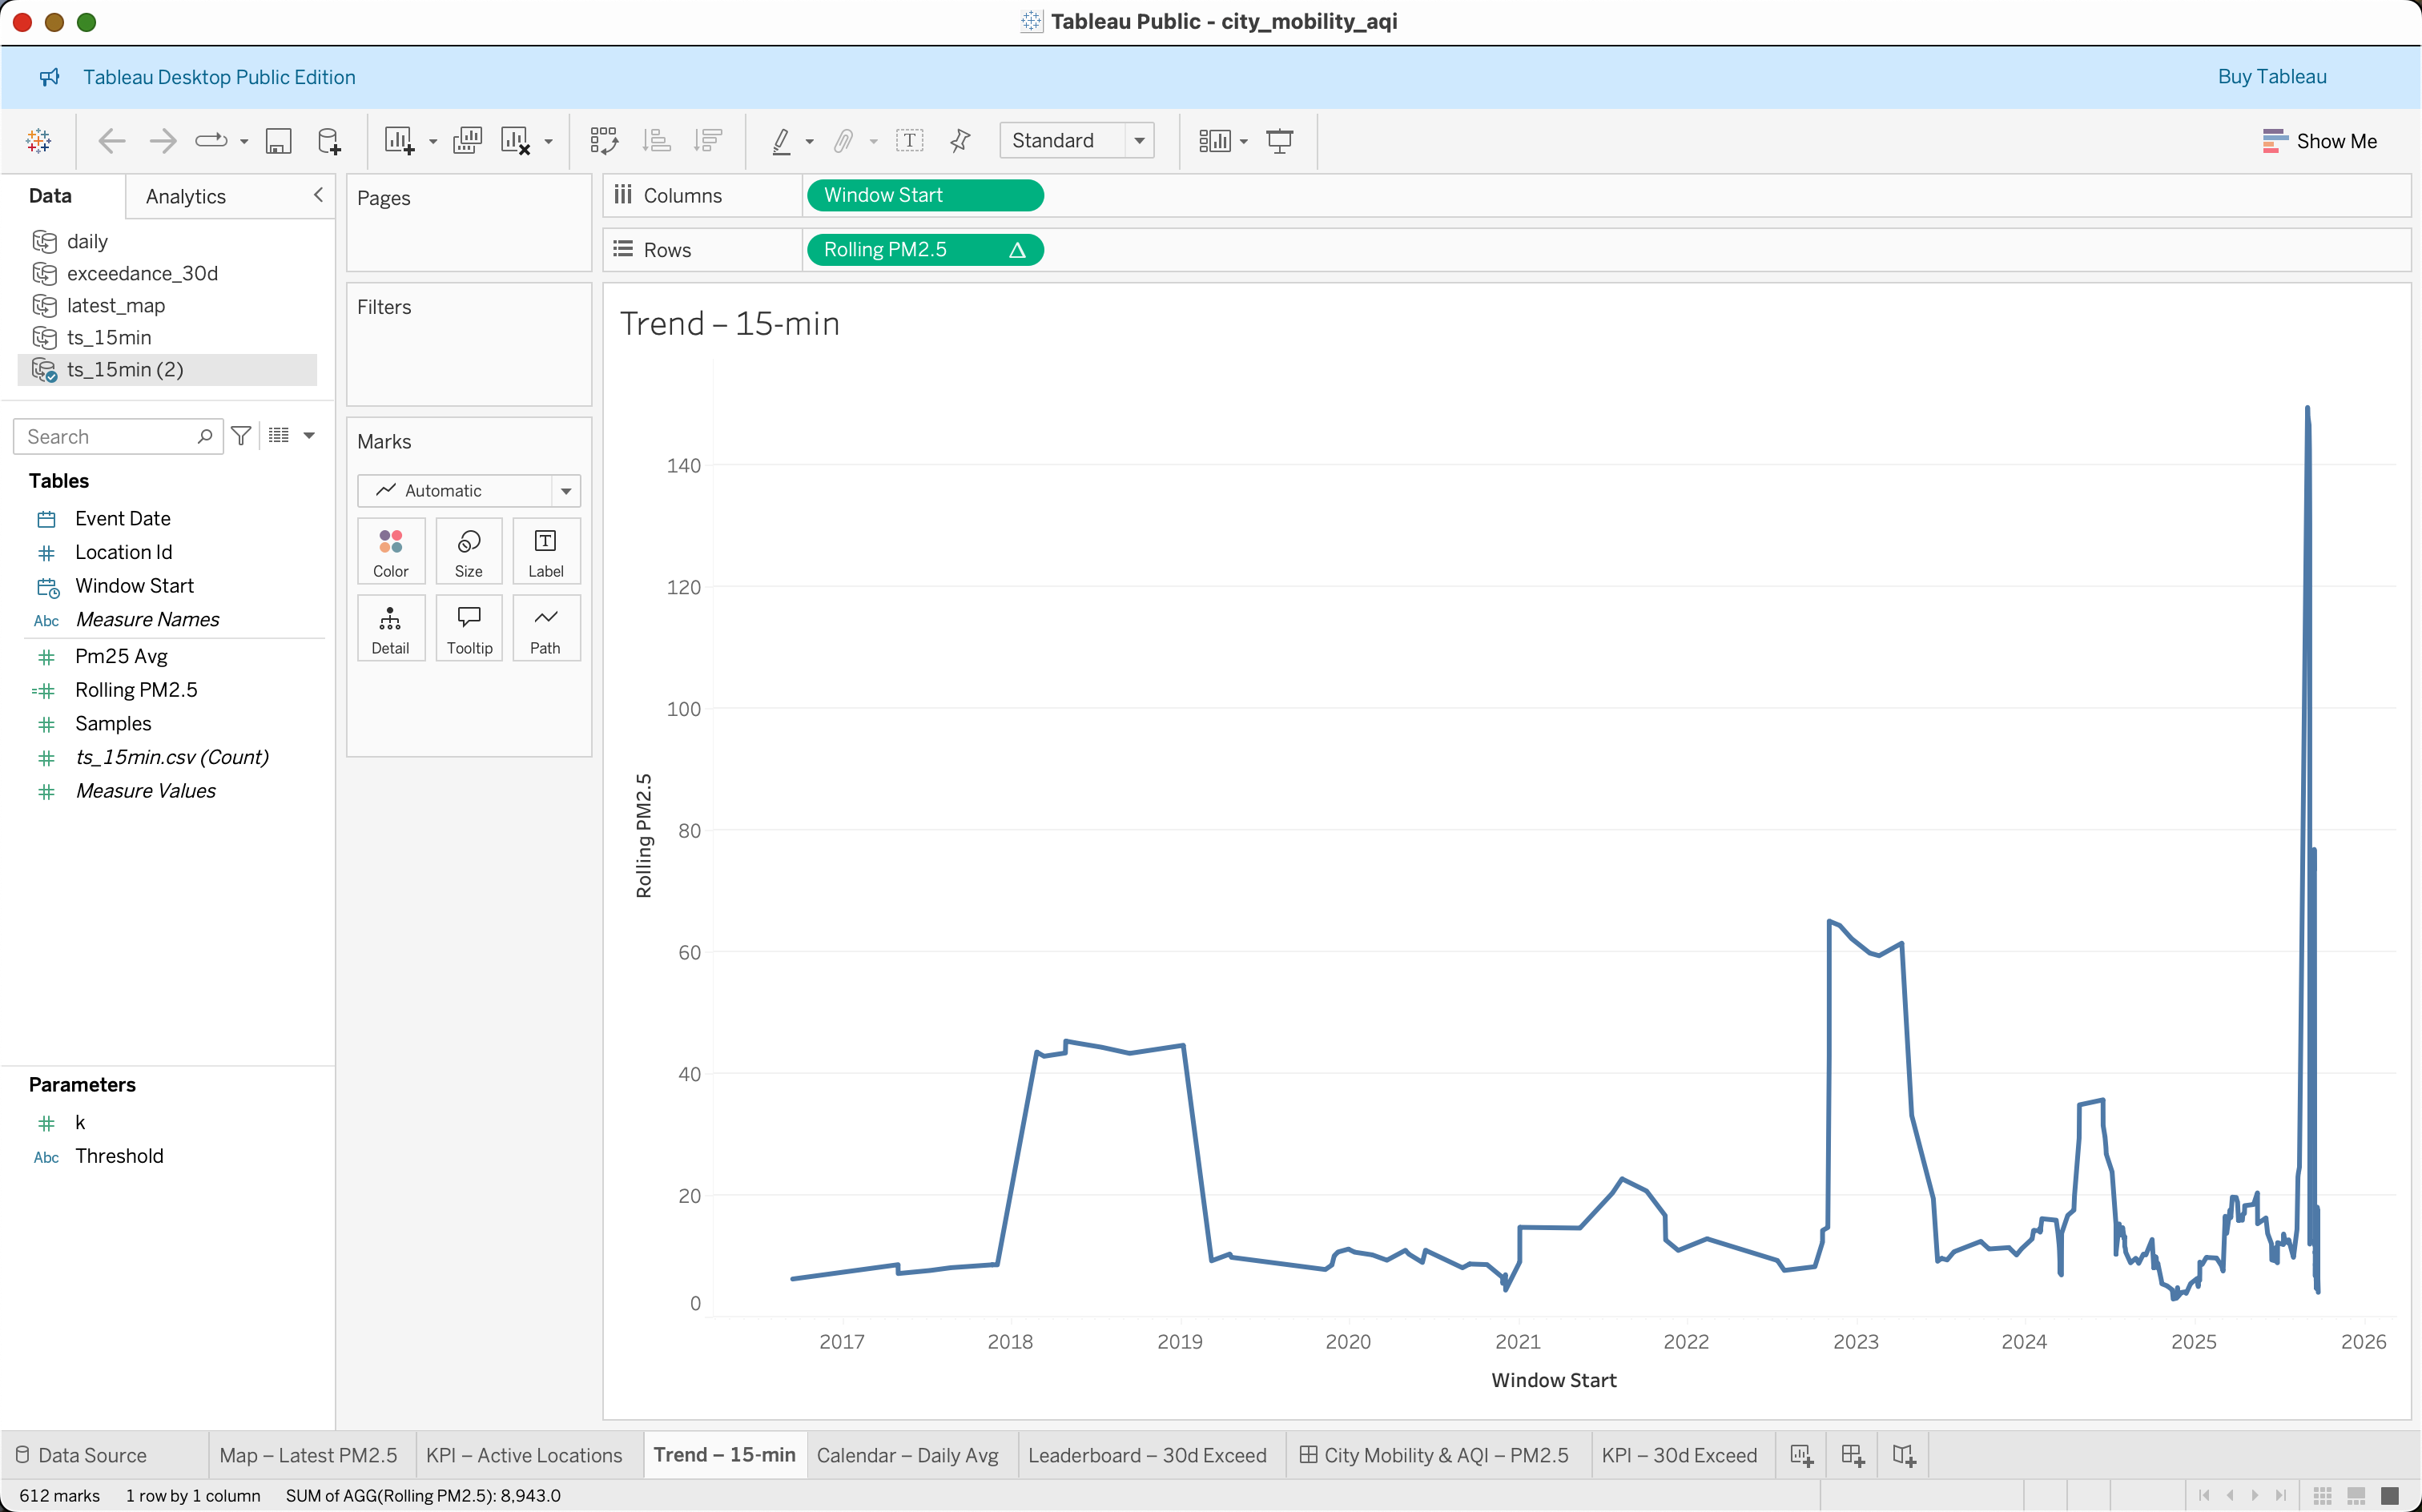 Tableau Public - city_mobility_aqi
Tableau Desktop Public Edition
Buy Tableau
Standard
Show Me
Data
Analytics
daily
exceedance_30d
latest_map
ts_15min
ts_15min (2)
Search
Tables
Event Date
Location Id
Window Start
Abc Measure Names
Pm25 Avg
Rolling PM2.5
Samples
ts_15min.csv (Count)
Measure Values
Parameters
k
Abc Threshold
Pages
Filters
Marks
Automatic
Color
Size
Label
Detail
Tooltip
Path
Columns
Window Start
Rows
Rolling PM2.5
Trend – 15-min
Rolling PM2.5
140
120
100
80
60
40
20
0
2017
2018
2019
2020
2021
2022
2023
2024
2025
2026
Window Start
Data Source
Map – Latest PM2.5
KPI – Active Locations
Trend – 15-min
Calendar – Daily Avg
Leaderboard – 30d Exceed
City Mobility & AQI – PM2.5
KPI – 30d Exceed
612 marks
1 row by 1 column
SUM of AGG(Rolling PM2.5): 8,943.0